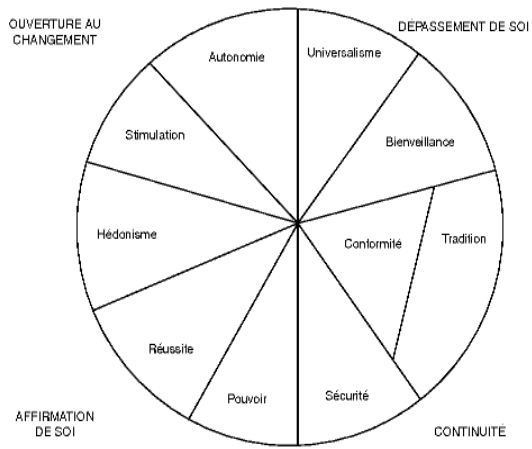 OUVERTURE AU
CHANGEMENT
DÉPASSEMENT DE SOI
Autonomie
Universalisme
Stimulation
Bienveillance
Hédonisme
Conformité
Tradition
Réussite
Pouvoir
Sécurité
AFFIRMATION
DE SOI
CONTINUITÉ